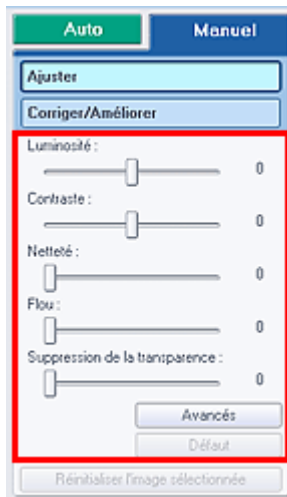 Auto Manuel
Ajuster
Corriger/Améliorer
Luminosité :
0
Contraste :
0
Netteté :
0
Flou :
0
Suppression de la transparence :
0
Avancés
Défaut
Réinitialiser l'image sélectionnée